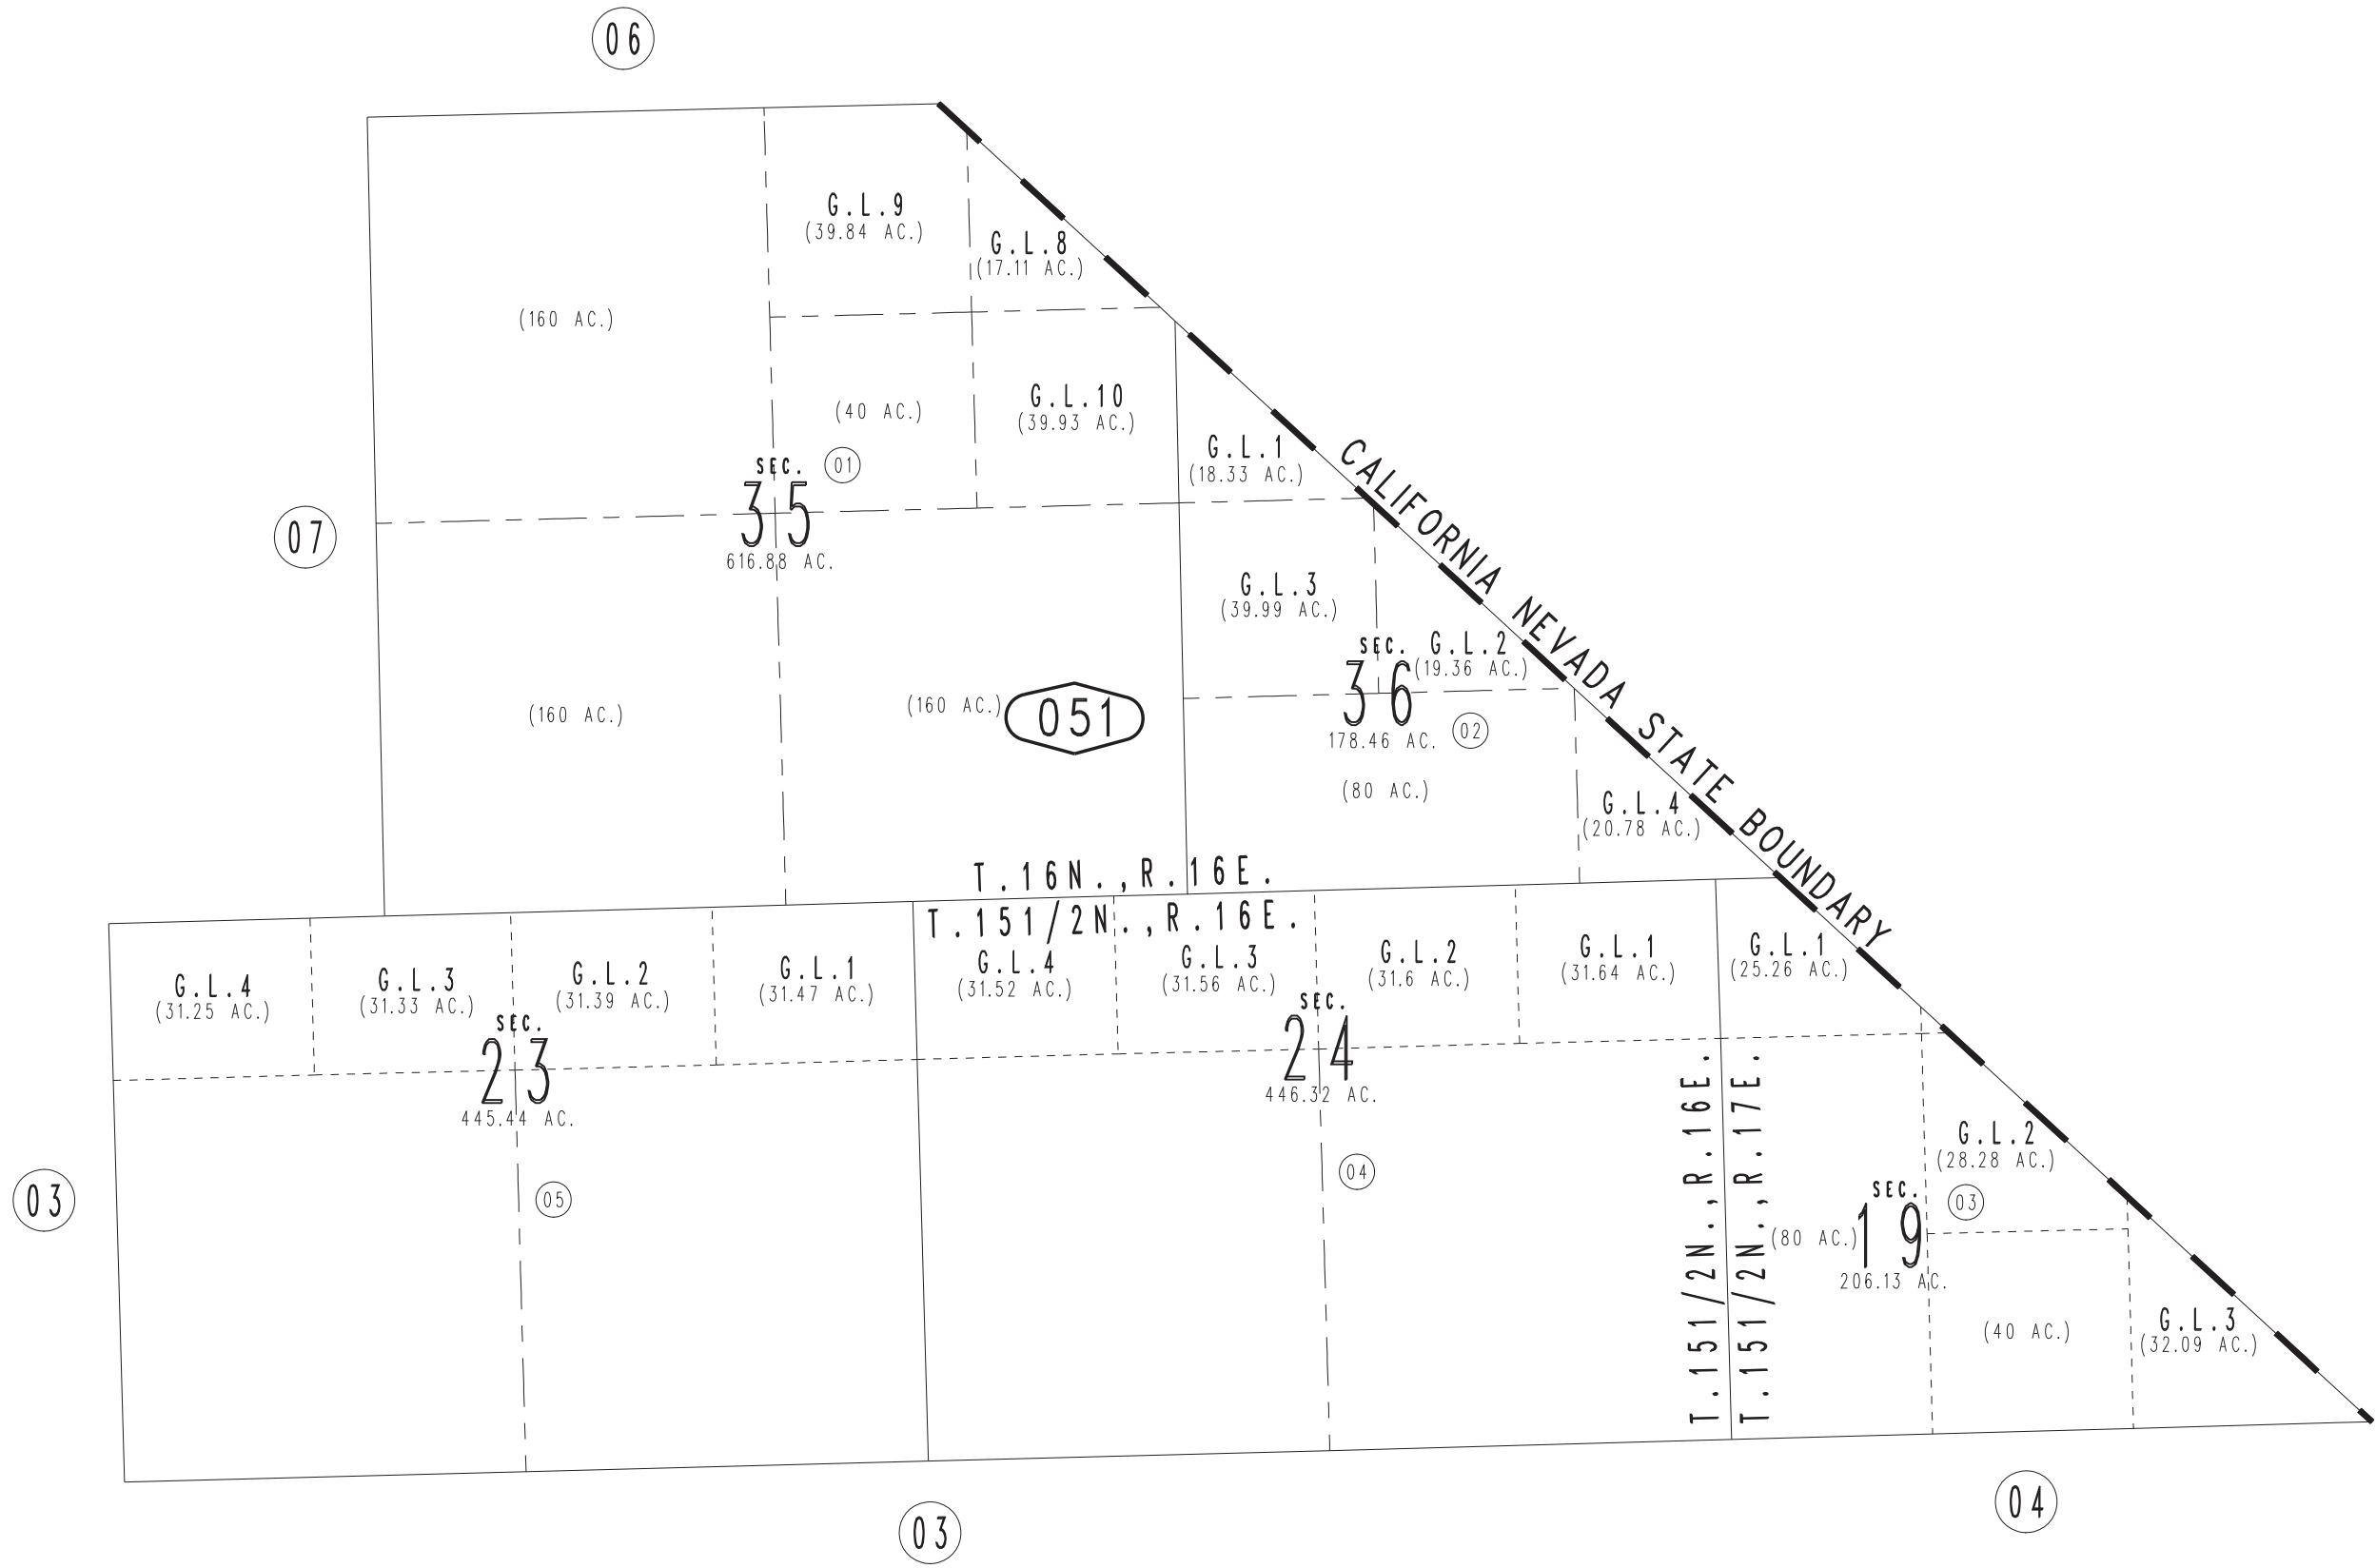 06
G.L.9
(39.84 AC.)
G.L.8
(17.11 AC.)
(160 AC.)
G.L.10
(39.93 AC.)
(40 AC.)
G.L.1
(18.33 AC.)
SEC.
01
35
616.88 AC.
07
CALIFORNIA NEVADA STATE BOUNDARY
G.L.3
(39.99 AC.)
G.L.2
(19.36 AC.)
SEC.
36
178.46 AC.
02
(160 AC.)
(160 AC.)
051
(80 AC.)
G.L.4
(20.78 AC.)
T.16N.,R.16E.
T.151/2N.,R.16E.
G.L.4
(31.25 AC.)
G.L.3
(31.33 AC.)
G.L.2
(31.39 AC.)
G.L.1
(31.47 AC.)
G.L.4
(31.52 AC.)
G.L.3
(31.56 AC.)
G.L.2
(31.6 AC.)
G.L.1
(31.64 AC.)
G.L.1
(25.26 AC.)
SEC.
23
445.44 AC.
SEC.
24
446.32 AC.
T.151/2N.,R.16E.
T.151/2N.,R.17E.
G.L.2
(28.28 AC.)
03
05
04
SEC.
03
(80 AC.)
19
206.13 AC.
(40 AC.)
G.L.3
(32.09 AC.)
04
03